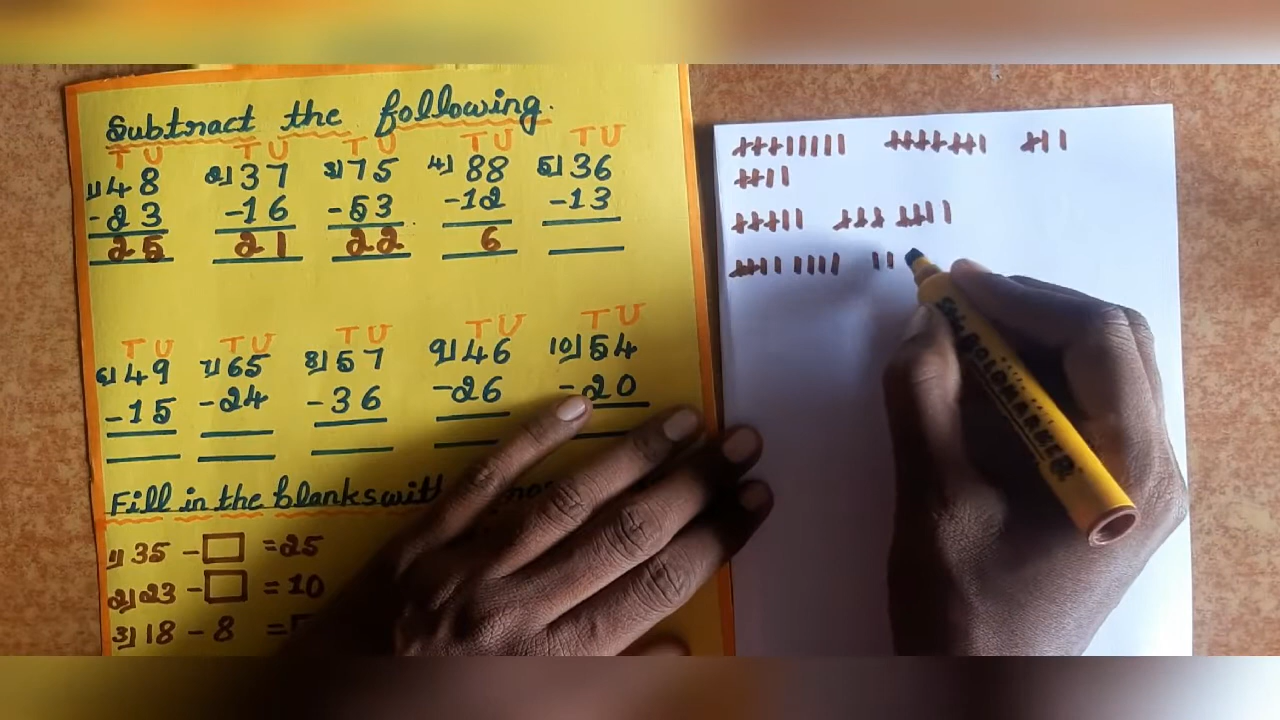 Subtract the following.
T U T U T U T U T U
1) 48 2) 37 3) 75 4) 88 5) 36
-23 -16 -53 -12 -13
25 21 22 6
T U T U T U T U T U
6) 49 7) 65 8) 57 9) 46 10) 54
-15 -24 -36 -26 -20
Fill in the blanks
1) 35 - □ = 25
2) 23 - □ = 10
3) 18 - 8 =